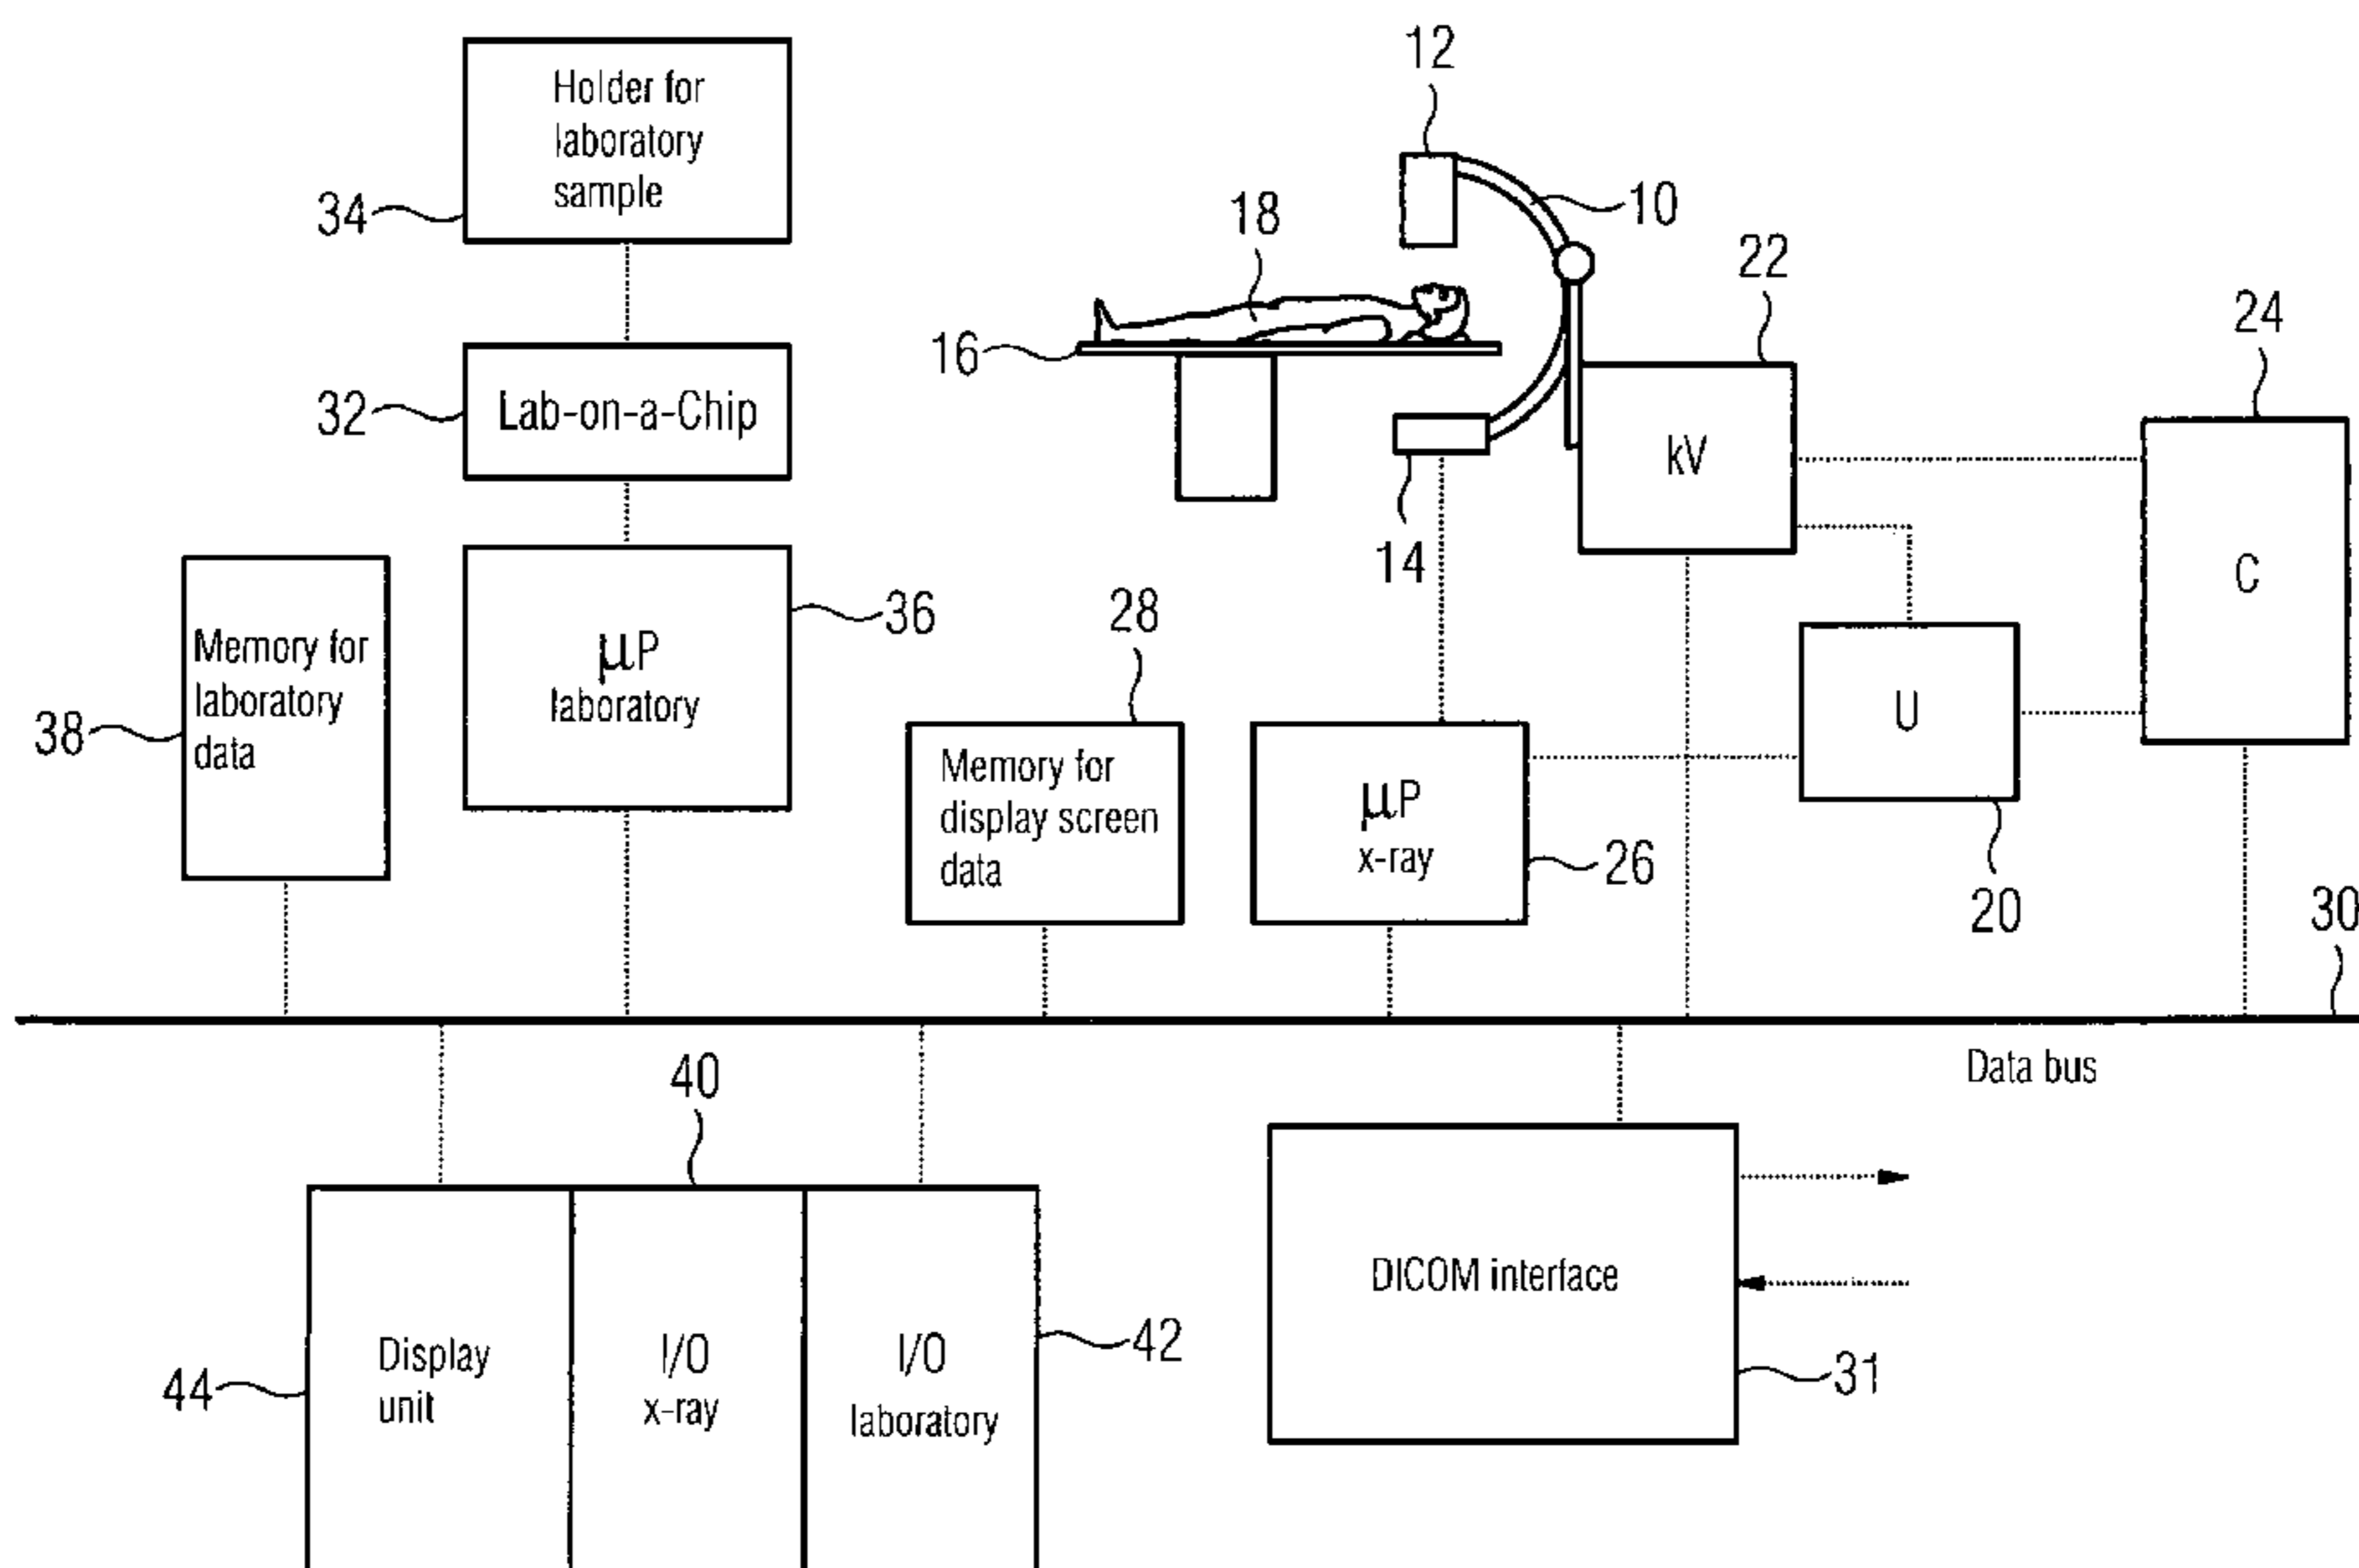 12
Holder for
laboratory
sample
34
10
18
22
24
16
32
Lab-on-a-Chip
kV
14
C
36
28
Memory for
laboratory
data
38
μP
laboratory
U
Memory for
display screen
data
μP
x-ray
26
20
30
Data bus
40
DICOM interface
Display
unit
I/O
x-ray
I/O
laboratory
42
44
31